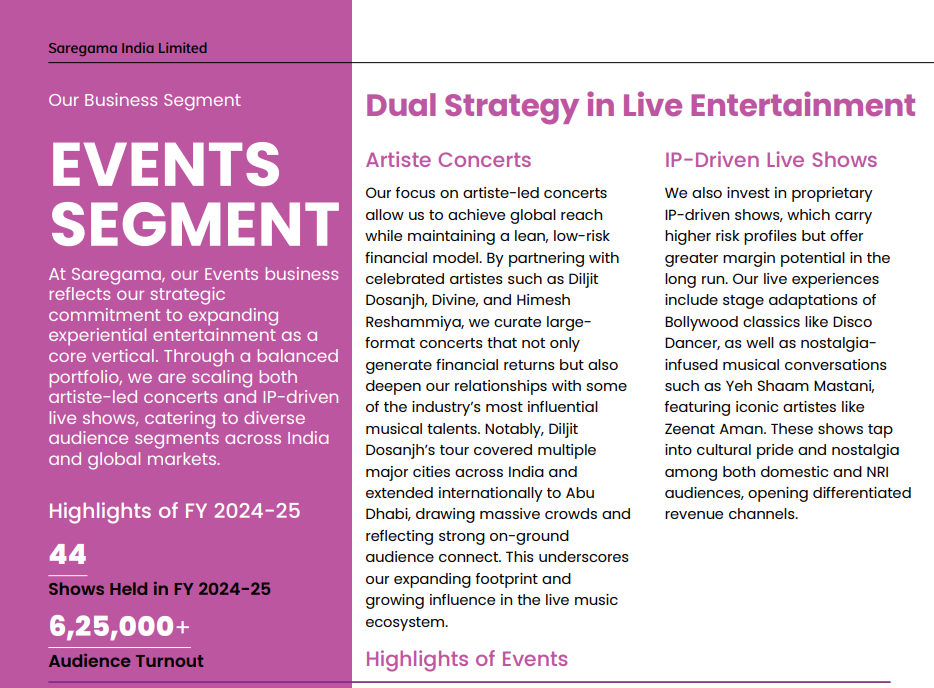 Saregama India Limited
Our Business Segment
EVENTS
SEGMENT
At Saregama, our Events business
reflects our strategic
commitment to expanding
experiential entertainment as a
core vertical. Through a balanced
portfolio, we are scaling both
artiste-led concerts and IP-driven
live shows, catering to diverse
audience segments across India
and global markets.
Highlights of FY 2024-25
44
Shows Held in FY 2024-25
6,25,000+
Audience Turnout
Dual Strategy in Live Entertainment
Artiste Concerts
Our focus on artiste-led concerts
allow us to achieve global reach
while maintaining a lean, low-risk
financial model. By partnering with
celebrated artistes such as Diljit
Dosanjh, Divine, and Himesh
Reshammiya, we curate large-
format concerts that not only
generate financial returns but also
deepen our relationships with some
of the industry's most influential
musical talents. Notably, Diljit
Dosanjh's tour covered multiple
major cities across India and
extended internationally to Abu
Dhabi, drawing massive crowds and
reflecting strong on-ground
audience connect. This underscores
our expanding footprint and
growing influence in the live music
ecosystem.
IP-Driven Live Shows
We also invest in proprietary
IP-driven shows, which carry
higher risk profiles but offer
greater margin potential in the
long run. Our live experiences
include stage adaptations of
Bollywood classics like Disco
Dancer, as well as nostalgia-
infused musical conversations
such as Yeh Shaam Mastani,
featuring iconic artistes like
Zeenat Aman. These shows tap
into cultural pride and nostalgia
among both domestic and NRI
audiences, opening differentiated
revenue channels.
Highlights of Events